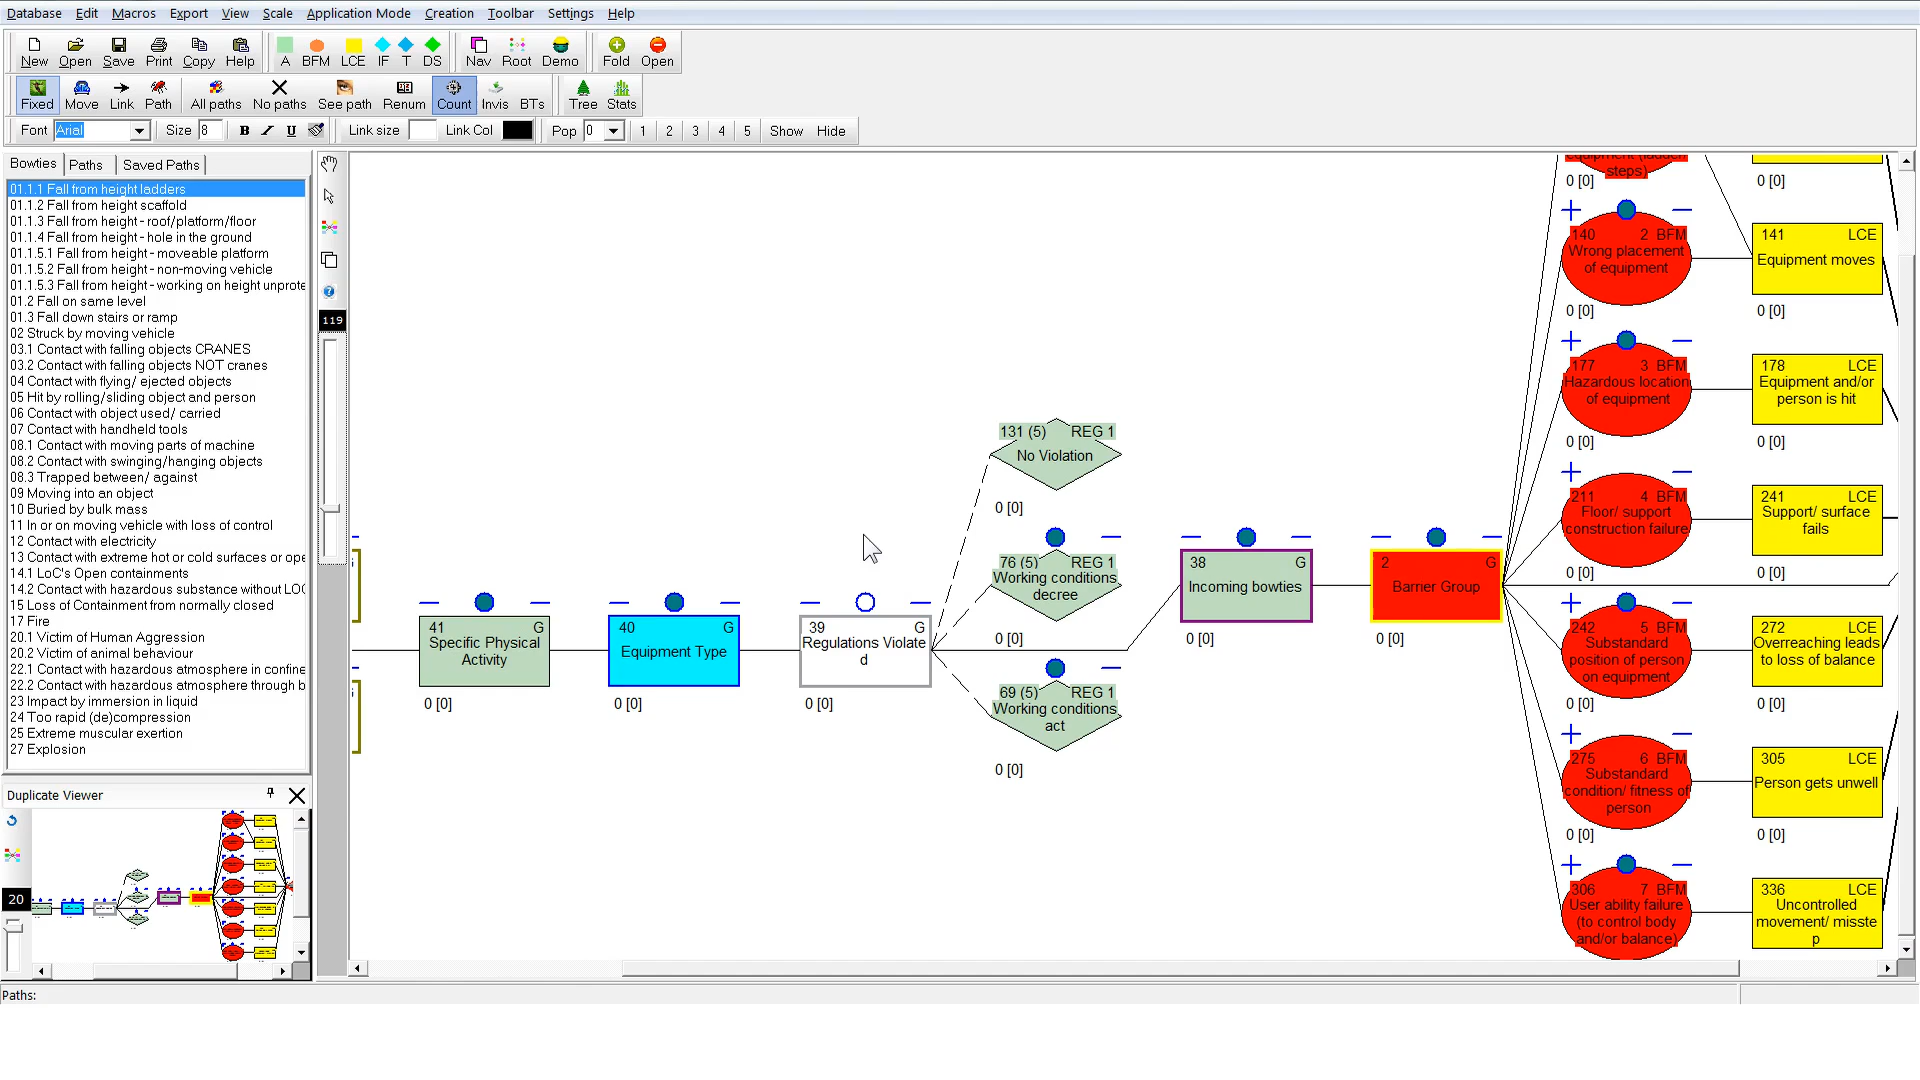 Database Edit Macros Export View Scale Application Mode Creation Toolbar Settings Help
New Open Save Print Copy Help A BFM LCE IF T DS Nav Root Demo Fold Open
Fixed Move Link Path All paths No paths See path Renum Count Invis BTs Tree Stats
Font Arial Size 8 B I U Link size Link Col Pop 0 1 2 3 4 5 Show Hide
Bowties Paths Saved Paths
01.1.1 Fall from height ladders
01.1.2 Fall from height scaffold
01.1.3 Fall from height - roof/platform/floor
01.1.4 Fall from height - hole in the ground
01.1.5.1 Fall from height - moveable platform
01.1.5.2 Fall from height - non-moving vehicle
01.1.5.3 Fall from height - working on height unprote
01.2 Fall on same level
01.3 Fall down stairs or ramp
02 Struck by moving vehicle
03.1 Contact with falling objects CRANES
03.2 Contact with falling objects NOT cranes
04 Contact with flying/ ejected objects
05 Hit by rolling/sliding object and person
06 Contact with object used/ carried
07 Contact with handheld tools
08.1 Contact with moving parts of machine
08.2 Contact with swinging/hanging objects
08.3 Trapped between/ against
09 Moving into an object
10 Buried by bulk mass
11 In or on moving vehicle with loss of control
12 Contact with electricity
13 Contact with extreme hot or cold surfaces or ope
14.1 LoC's Open containments
14.2 Contact with hazardous substance without LOC
15 Loss of Containment from normally closed
17 Fire
20.1 Victim of Human Aggression
20.2 Victim of animal behaviour
22.1 Contact with hazardous atmosphere in confine
22.2 Contact with hazardous atmosphere through b
23 Impact by immersion in liquid
24 Too rapid (de)compression
25 Extreme muscular exertion
27 Explosion
Duplicate Viewer
20
Paths:
119
41 G
Specific Physical
Activity
0 [0]
40 G
Equipment Type
0 [0]
39 G
Regulations Violate
d
0 [0]
131 (5) REG 1
No Violation
0 [0]
76 (5) REG 1
Working conditions
decree
0 [0]
69 (5) REG 1
Working conditions
act
0 [0]
38 G
Incoming bowties
0 [0]
2 G
Barrier Group
0 [0]
equipment (ladder/
steps)
0 [0]
0 [0]
140 2 BFM
Wrong placement
of equipment
0 [0]
141 LCE
Equipment moves
0 [0]
177 3 BFM
Hazardous location
of equipment
0 [0]
178 LCE
Equipment and/or
person is hit
0 [0]
211 4 BFM
Floor/ support
construction failure
0 [0]
241 LCE
Support/ surface
fails
0 [0]
242 5 BFM
Substandard
position of person
on equipment
0 [0]
272 LCE
Overreaching leads
to loss of balance
0 [0]
275 6 BFM
Substandard
condition/ fitness of
person
0 [0]
305 LCE
Person gets unwell
0 [0]
306 7 BFM
User ability failure
(to control body
and/or balance)
336 LCE
Uncontrolled
movement/ misste
p